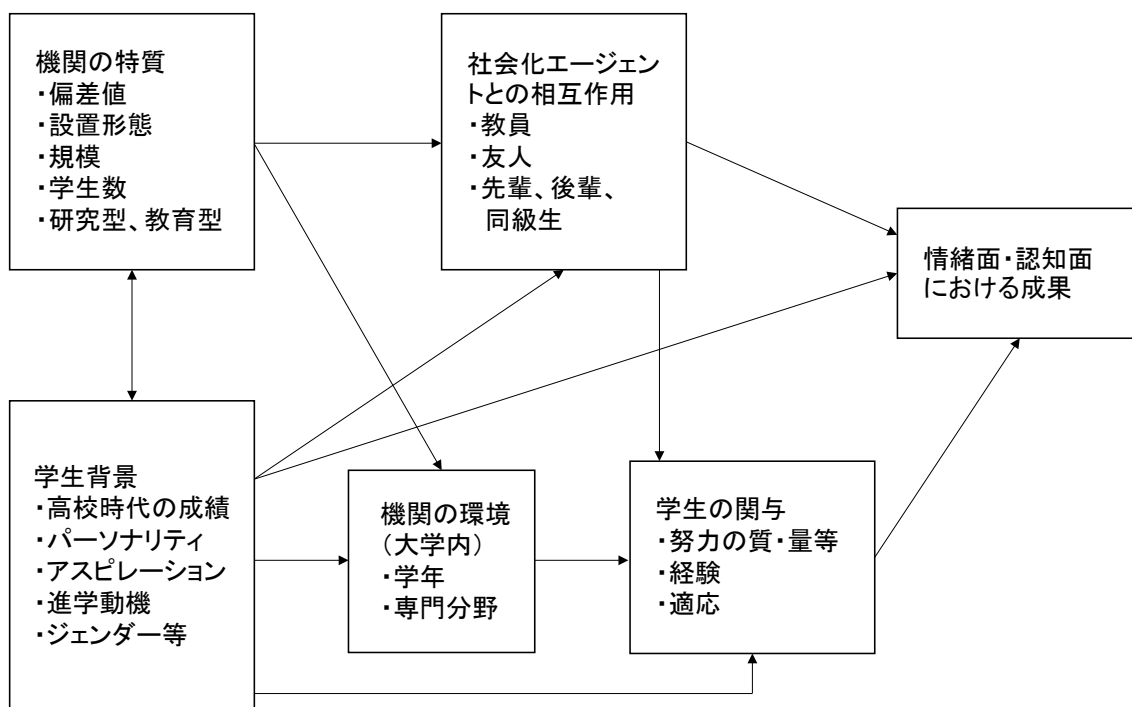 機関の特質
・偏差値
・設置形態
・規模
・学生数
・研究型、教育型
社会化エージェン
トとの相互作用
・教員
・友人
・先輩、後輩、
同級生
情緒面・認知面
における成果
学生背景
・高校時代の成績
・パーソナリティ
・アスピレーション
・進学動機
・ジェンダー等
機関の環境
(大学内)
・学年
・専門分野
学生の関与
・努力の質・量等
・経験
・適応